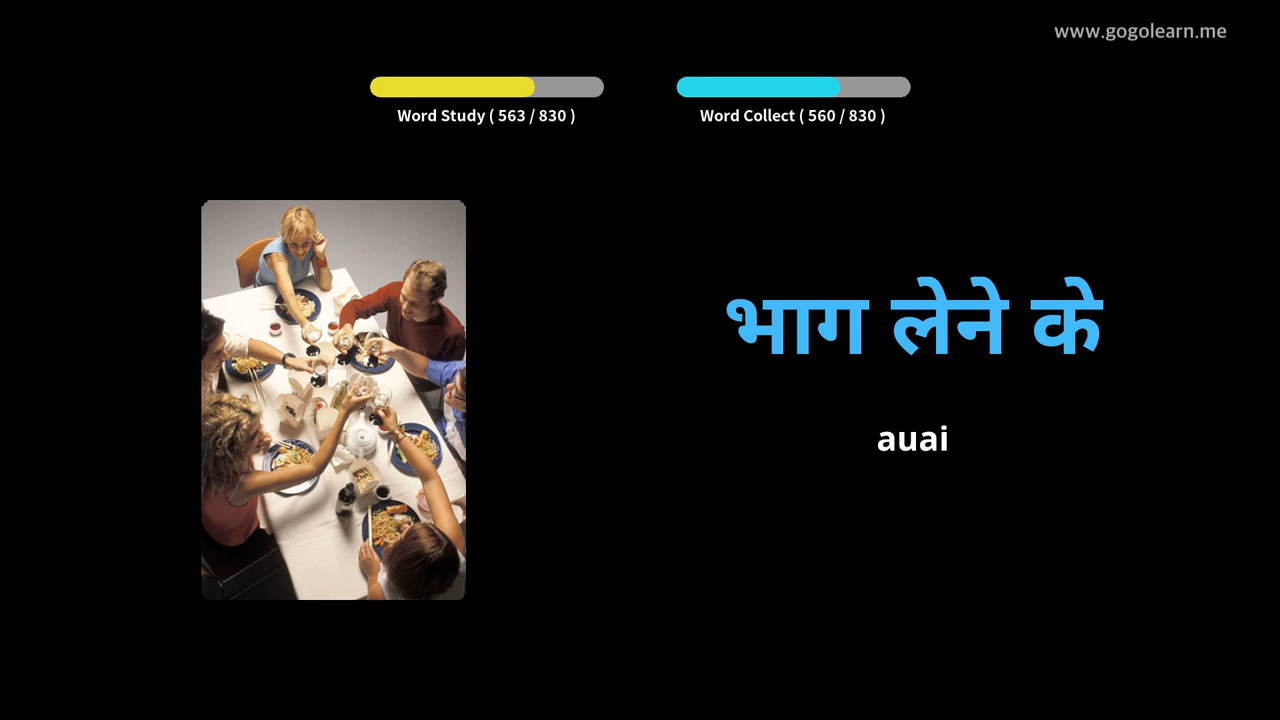 www.gogolearn.me
Word Study ( 563 / 830 )
Word Collect ( 560 / 830 )
भाग लेने के
auai